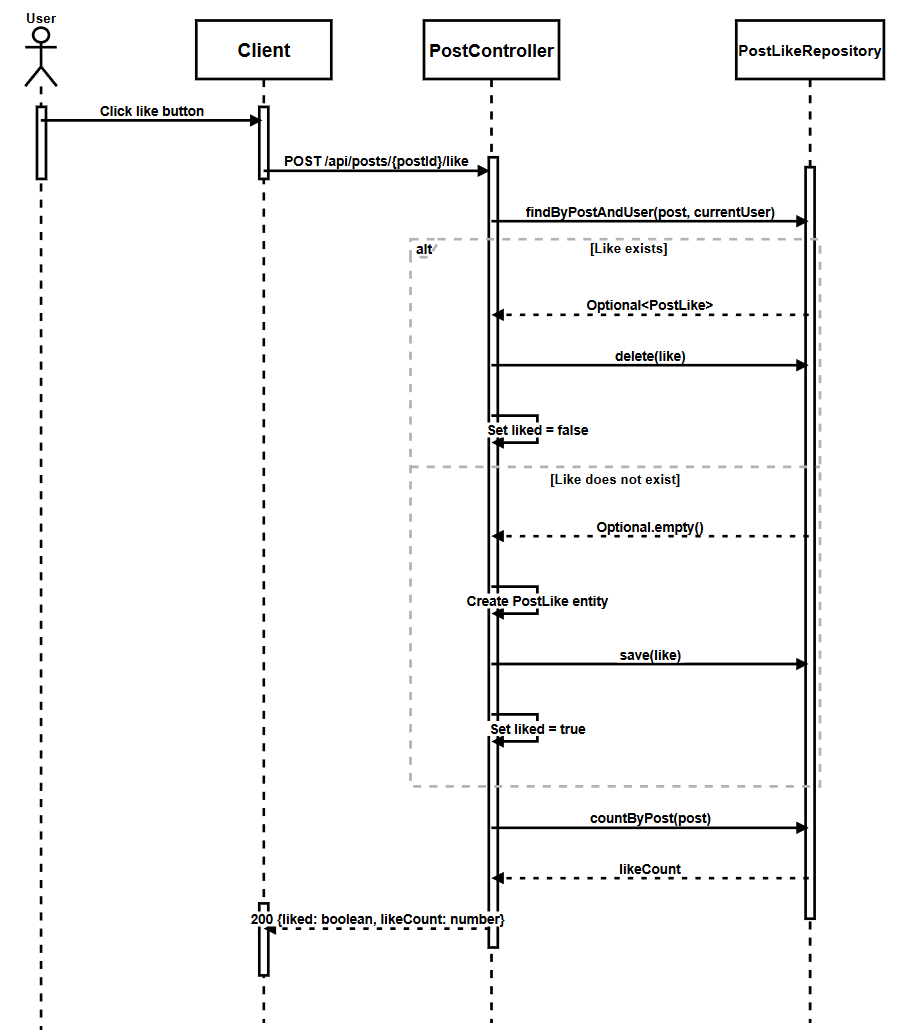 User
Client
PostController
PostLikeRepository
Click like button
POST /api/posts/{postId}/like
findByPostAndUser(post, currentUser)
alt
[Like exists]
Optional<PostLike>
delete(like)
Set liked = false
[Like does not exist]
Optional.empty()
Create PostLike entity
save(like)
Set liked = true
countByPost(post)
likeCount
200 {liked: boolean, likeCount: number}